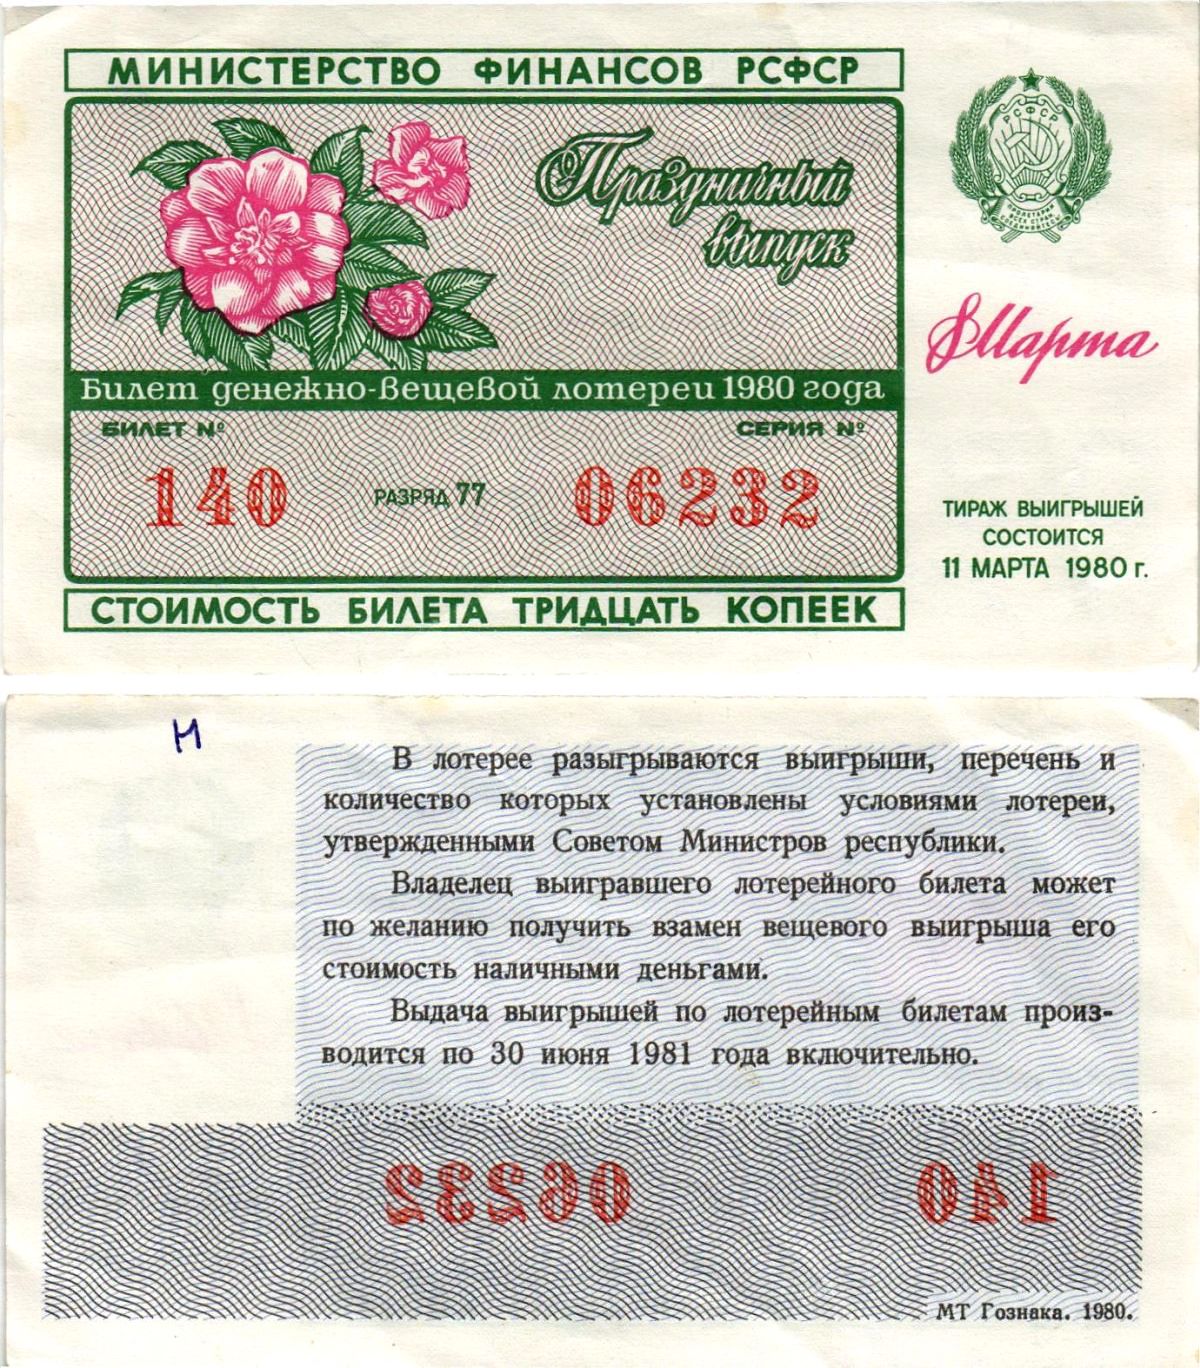 МИНИСТЕРСТВО ФИНАНСОВ РСФСР
Праздничный
выпуск
РСФСР
ПРОЛЕТАРИИ
ВСЕХ СТРАН,
СОЕДИНЯЙТЕСЬ!
8 Марта
Билет денежно-вещевой лотереи 1980 года
БИЛЕТ № СЕРИЯ №
140 РАЗРЯД 77 06232
ТИРАЖ ВЫИГРЫШЕЙ
СОСТОИТСЯ
11 МАРТА 1980 г.
СТОИМОСТЬ БИЛЕТА ТРИДЦАТЬ КОПЕЕК
Н
В лотерее разыгрываются выигрыши, перечень и
количество которых установлены условиями лотереи,
утвержденными Советом Министров республики.
Владелец выигравшего лотерейного билета может
по желанию получить взамен вещевого выигрыша его
стоимость наличными деньгами.
Выдача выигрышей по лотерейным билетам произ-
водится по 30 июня 1981 года включительно.
06232 140
МТ Гознака. 1980.